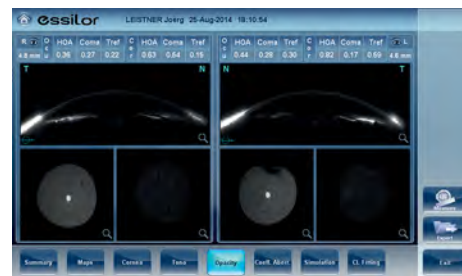 essilor LEISTNER Joerg 25-Aug-2014 18:10:54
R HOA Coma Tref HOA Coma Tref HOA Coma Tref HOA Coma Tref L
4.8 mm 0.36 0.27 0.22 0.63 0.54 0.15 0.44 0.29 0.30 0.82 0.17 0.59 4.8 mm
T N N T
Measure
Export
Summary Maps Cornea Tono Opacity Coeff. Aberr. Simulation CL Fitting Exit